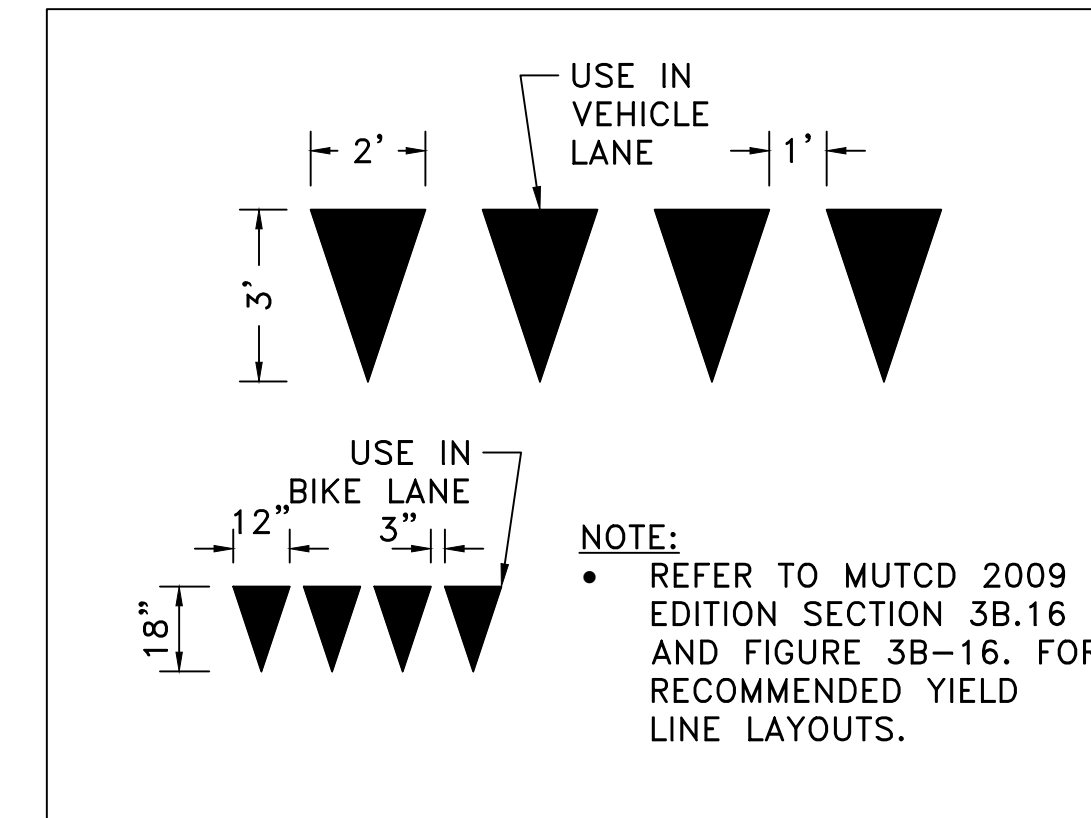 USE IN
VEHICLE
LANE
2’
1’
3’
USE IN
BIKE LANE
12”
3”
18”
NOTE:
• REFER TO MUTCD 2009
EDITION SECTION 3B.16
AND FIGURE 3B–16. FOR
RECOMMENDED YIELD
LINE LAYOUTS.